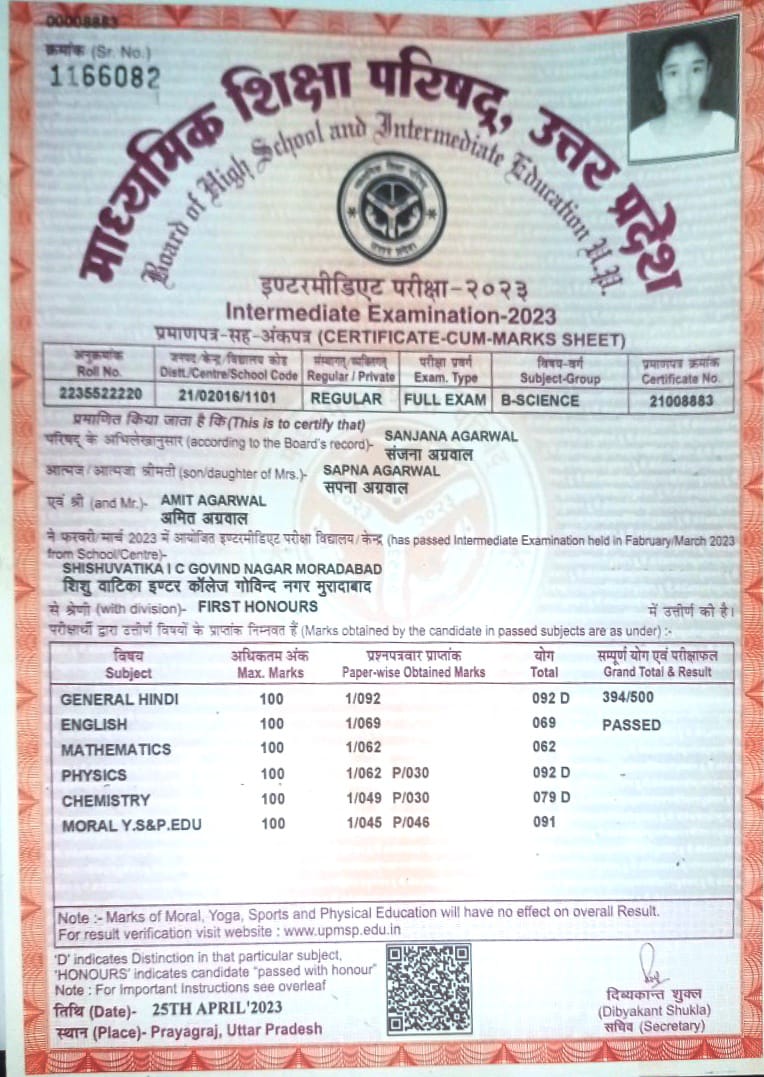 00008883
क्रमांक (Sr. No.)
1166082
माध्यमिक शिक्षा परिषद्, उत्तर प्रदेश
Board of High School and Intermediate Education U.P.
माध्यमिक शिक्षा परिषद्
उत्तर प्रदेश
इण्टरमीडिएट परीक्षा-२०२३
Intermediate Examination-2023
प्रमाणपत्र-सह-अंकपत्र (CERTIFICATE-CUM-MARKS SHEET)
अनुक्रमांक जनपद/केन्द्र/विद्यालय कोड संस्थागत/व्यक्तिगत परीक्षा प्रवर्ग विषय-वर्ग प्रमाणपत्र क्रमांक
Roll No. Distt./Centre/School Code Regular / Private Exam. Type Subject-Group Certificate No.
2235522220 21/02016/1101 REGULAR FULL EXAM B-SCIENCE 21008883
प्रमाणित किया जाता है कि (This is to certify that)
परिषद् के अभिलेखानुसार (according to the Board's record)- SANJANA AGARWAL
संजना अग्रवाल
आत्मज/आत्मजा श्रीमती (son/daughter of Mrs.)- SAPNA AGARWAL
सपना अग्रवाल
एवं श्री (and Mr.)- AMIT AGARWAL
अमित अग्रवाल
ने फरवरी/मार्च 2023 में आयोजित इण्टरमीडिएट परीक्षा विद्यालय/केन्द्र (has passed Intermediate Examination held in Fabruary/March 2023
from School/Centre)-
SHISHUVATIKA I C GOVIND NAGAR MORADABAD
शिशु वाटिका इण्टर कॉलेज गोविन्द नगर मुरादाबाद
से श्रेणी (with division)- FIRST HONOURS में उत्तीर्ण की है।
परीक्षार्थी द्वारा उत्तीर्ण विषयों के प्राप्तांक निम्नवत हैं (Marks obtained by the candidate in passed subjects are as under) :-
विषय अधिकतम अंक प्रश्नपत्रवार प्राप्तांक योग सम्पूर्ण योग एवं परीक्षाफल
Subject Max. Marks Paper-wise Obtained Marks Total Grand Total & Result
GENERAL HINDI 100 1/092 092 D 394/500
ENGLISH 100 1/069 069 PASSED
MATHEMATICS 100 1/062 062
PHYSICS 100 1/062 P/030 092 D
CHEMISTRY 100 1/049 P/030 079 D
MORAL Y.S&P.EDU 100 1/045 P/046 091
Note :- Marks of Moral, Yoga, Sports and Physical Education will have no effect on overall Result.
For result verification visit website : www.upmsp.edu.in
'D' indicates Distinction in that particular subject,
'HONOURS' indicates candidate "passed with honour"
Note : For Important Instructions see overleaf
तिथि (Date)- 25TH APRIL'2023
स्थान (Place)- Prayagraj, Uttar Pradesh
दिब्यकान्त शुक्ल
(Dibyakant Shukla)
सचिव (Secretary)